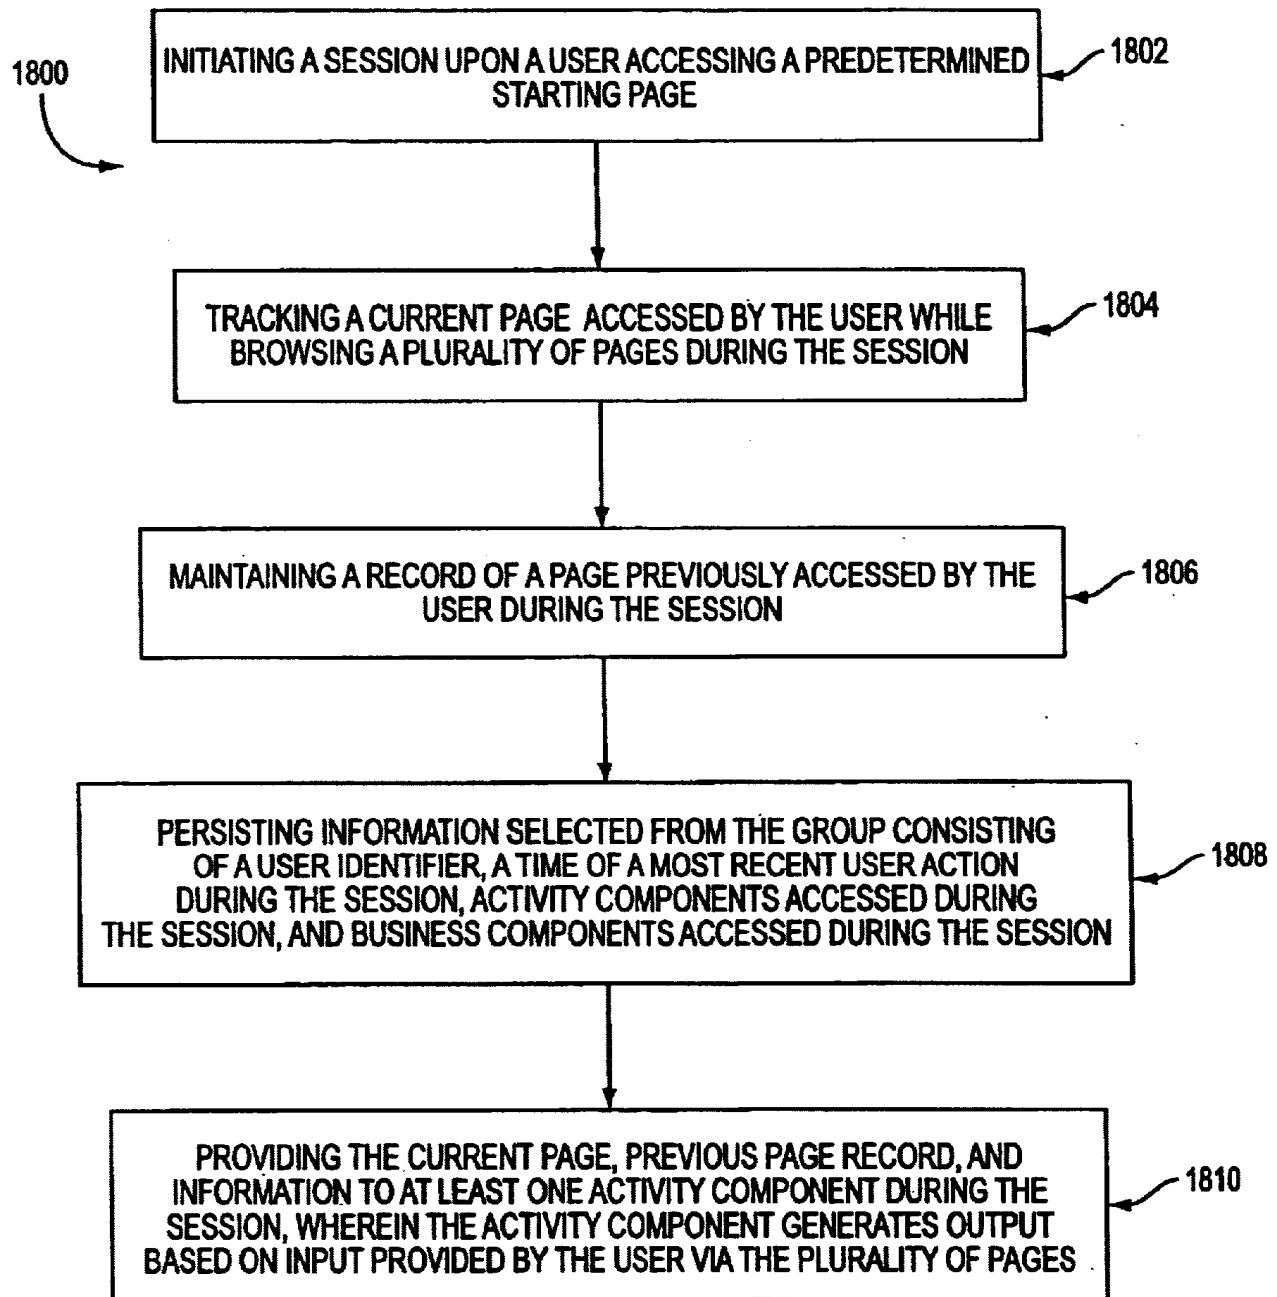 1800
INITIATING A SESSION UPON A USER ACCESSING A PREDETERMINED
STARTING PAGE
1802
TRACKING A CURRENT PAGE ACCESSED BY THE USER WHILE
BROWSING A PLURALITY OF PAGES DURING THE SESSION
1804
MAINTAINING A RECORD OF A PAGE PREVIOUSLY ACCESSED BY THE
USER DURING THE SESSION
1806
PERSISTING INFORMATION SELECTED FROM THE GROUP CONSISTING
OF A USER IDENTIFIER, A TIME OF A MOST RECENT USER ACTION
DURING THE SESSION, ACTIVITY COMPONENTS ACCESSED DURING
THE SESSION, AND BUSINESS COMPONENTS ACCESSED DURING THE SESSION
1808
PROVIDING THE CURRENT PAGE, PREVIOUS PAGE RECORD, AND
INFORMATION TO AT LEAST ONE ACTIVITY COMPONENT DURING THE
SESSION, WHEREIN THE ACTIVITY COMPONENT GENERATES OUTPUT
BASED ON INPUT PROVIDED BY THE USER VIA THE PLURALITY OF PAGES
1810